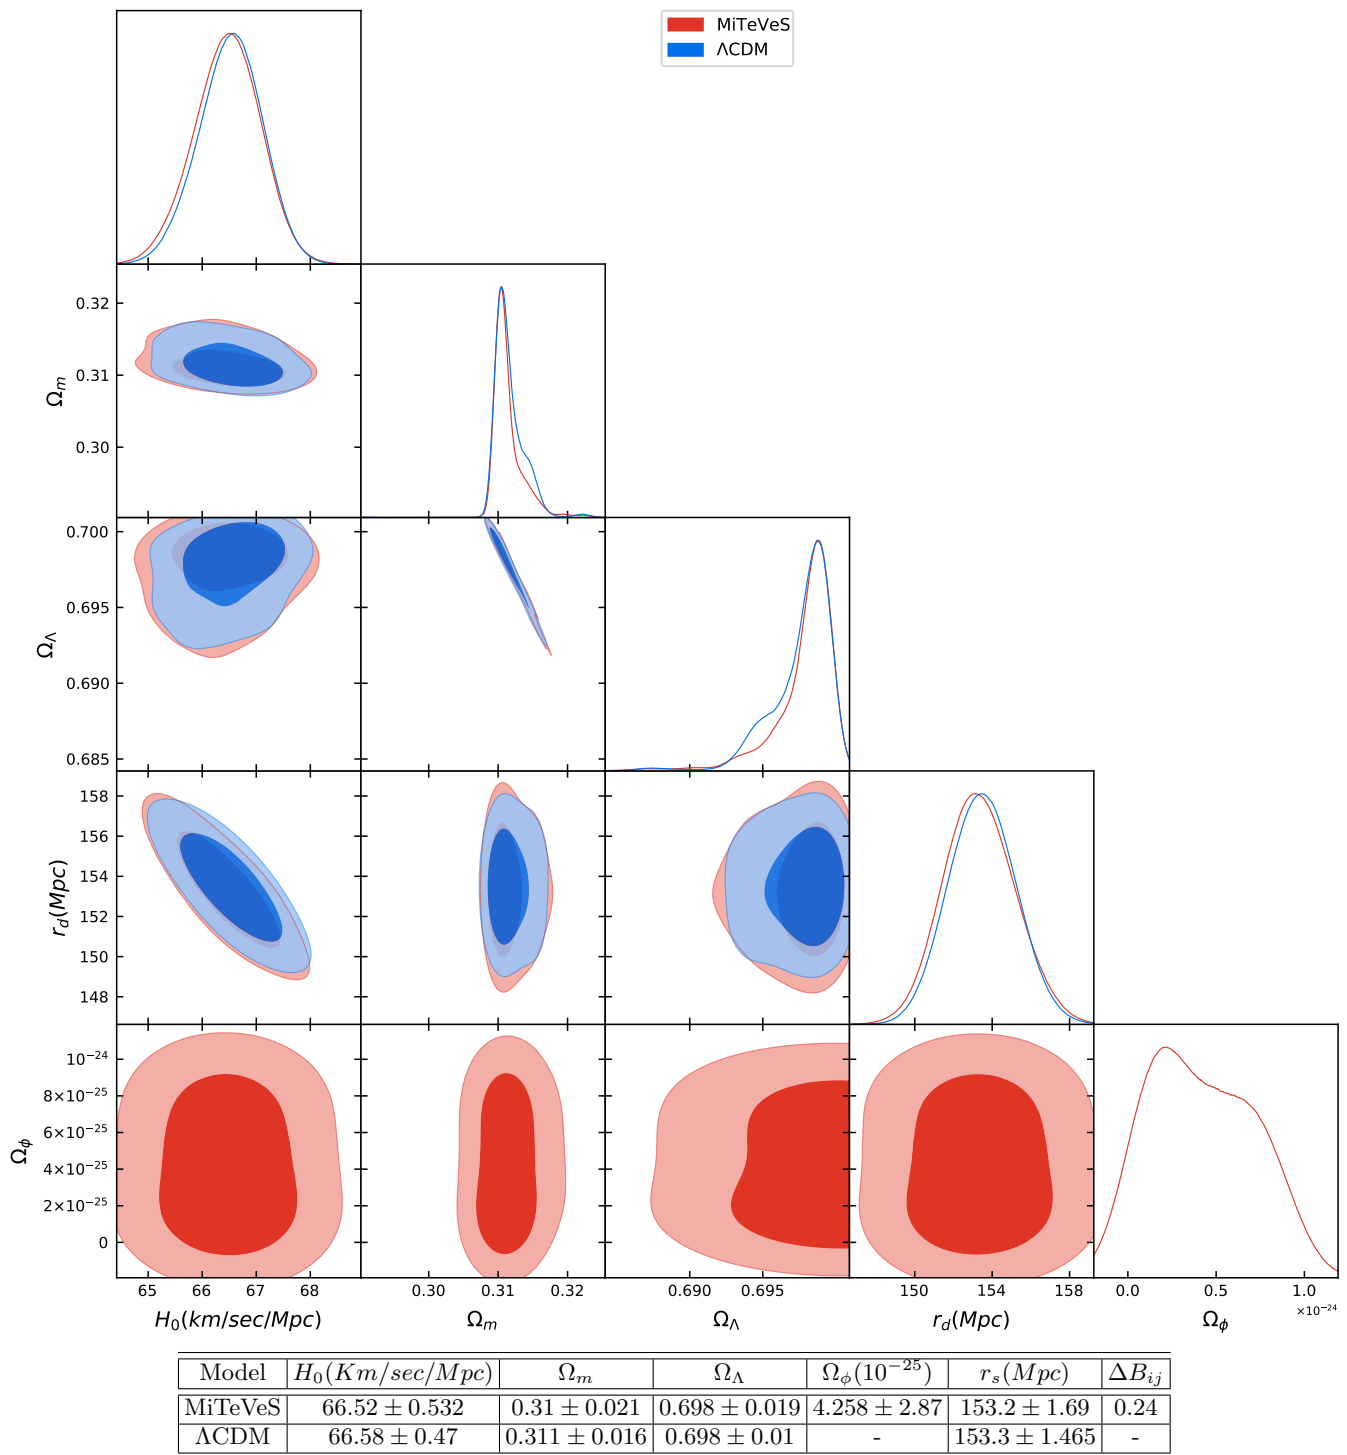 MiTeVeS
ΛCDM
0.32
0.31
0.30
Ω_m
0.700
0.695
0.690
0.685
Ω_Λ
158
156
154
152
150
148
r_d(Mpc)
10⁻²⁴
8×10⁻²⁵
6×10⁻²⁵
4×10⁻²⁵
2×10⁻²⁵
0
Ω_ϕ
65 66 67 68 0.30 0.31 0.32 0.690 0.695 150 154 158 0.0 0.5 1.0
×10⁻²⁴
H₀(km/sec/Mpc) Ω_m Ω_Λ r_d(Mpc) Ω_ϕ
Model H₀(Km/sec/Mpc) Ω_m Ω_Λ Ω_ϕ(10⁻²⁵) r_s(Mpc) ΔB_ij
MiTeVeS 66.52 ± 0.532 0.31 ± 0.021 0.698 ± 0.019 4.258 ± 2.87 153.2 ± 1.69 0.24
ΛCDM 66.58 ± 0.47 0.311 ± 0.016 0.698 ± 0.01 - 153.3 ± 1.465 -